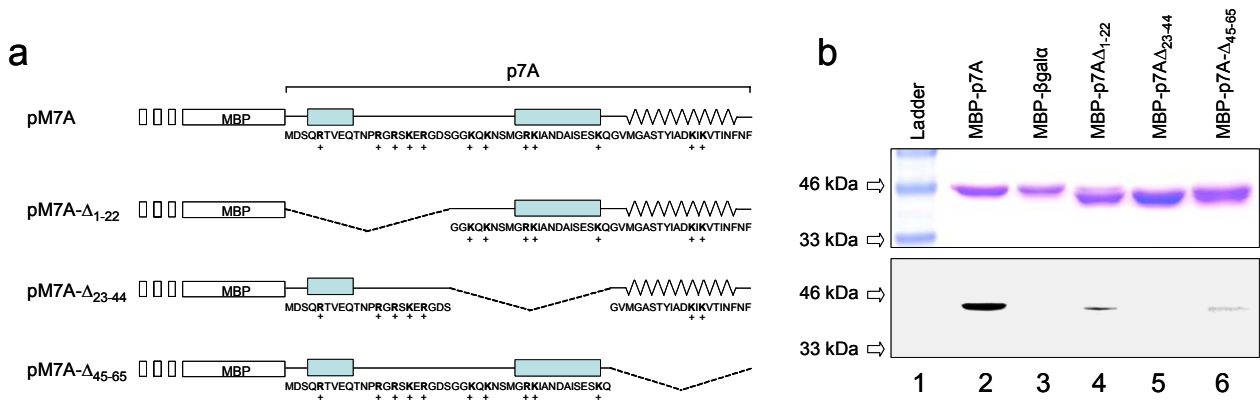 a
p7A
pM7A
MBP
MDSQRTVEQTNPRGRSKERGDSGGKQKNSMGRKIANDAISESKQGVMGASTYIADKIKVTINFNF
+ + + + + + + + + + + +
pM7A-Δ1-22
MBP
GGKQKNSMGRKIANDAISESKQGVMGASTYIADKIKVTINFNF
+ + + + + + +
pM7A-Δ23-44
MBP
MDSQRTVEQTNPRGRSKERGDS
GVMGASTYIADKIKVTINFNF
+ + + + + + +
pM7A-Δ45-65
MBP
MDSQRTVEQTNPRGRSKERGDSGGKQKNSMGRKIANDAISESKQ
+ + + + + + + + + +
b
Ladder
MBP-p7A
MBP-βgalα
MBP-p7AΔ1-22
MBP-p7AΔ23-44
MBP-p7A-Δ45-65
46 kDa
33 kDa
46 kDa
33 kDa
1 2 3 4 5 6